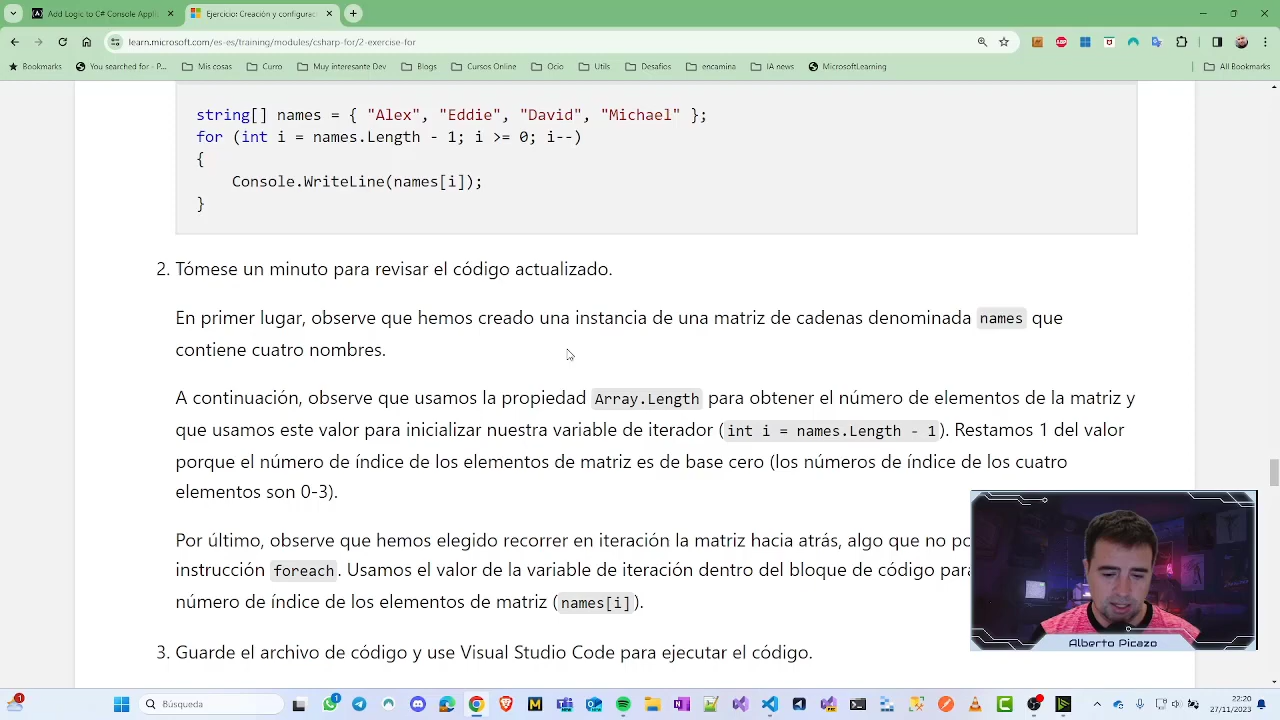 Add Logic to C# Console Appli
Ejercicio: Creación y configurac
learn.microsoft.com/es-es/training/modules/csharp-for/2-exercise-for
Bookmarks
You searched for - P...
Mis cosas
Curro
Muy interesante Dev
Blogs
Cursos Online
Ocio
Utils
Desafios
encamina
IA news
MicrosoftLearning
All Bookmarks
string[] names = { "Alex", "Eddie", "David", "Michael" };
for (int i = names.Length - 1; i >= 0; i--)
{
Console.WriteLine(names[i]);
}
2. Tómese un minuto para revisar el código actualizado.
En primer lugar, observe que hemos creado una instancia de una matriz de cadenas denominada names que
contiene cuatro nombres.
A continuación, observe que usamos la propiedad Array.Length para obtener el número de elementos de la matriz y
que usamos este valor para inicializar nuestra variable de iterador (int i = names.Length - 1). Restamos 1 del valor
porque el número de índice de los elementos de matriz es de base cero (los números de índice de los cuatro
elementos son 0-3).
Por último, observe que hemos elegido recorrer en iteración la matriz hacia atrás, algo que no po
instrucción foreach. Usamos el valor de la variable de iteración dentro del bloque de código para
número de índice de los elementos de matriz (names[i]).
Alberto Picazo
3. Guarde el archivo de código y use Visual Studio Code para ejecutar el código.
Búsqueda
22:20
27/11/2023